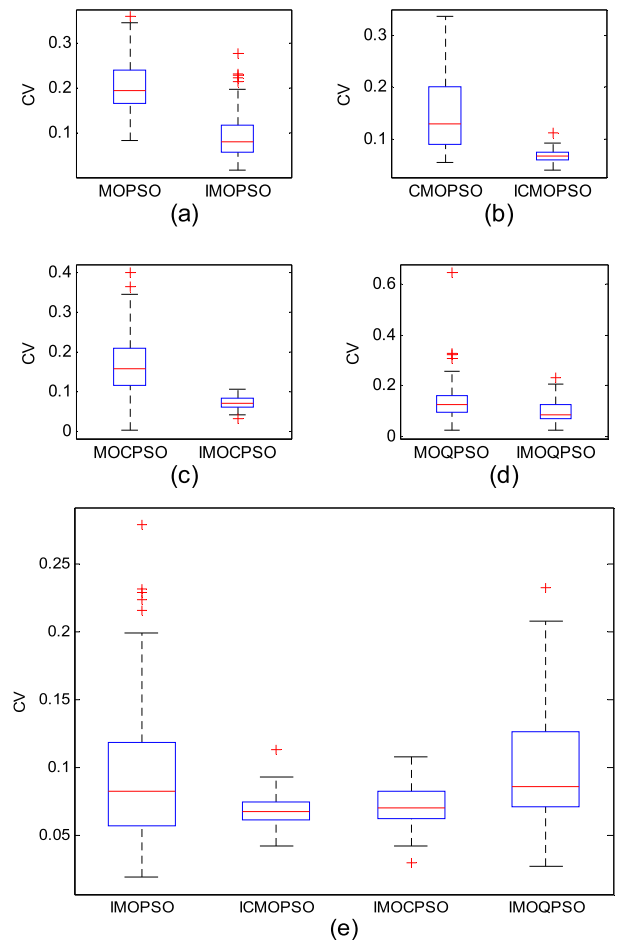 0.3
0.2
0.1
CV
MOPSO IMOPSO
(a)
0.3
0.2
0.1
CV
CMOPSO ICMOPSO
(b)
0.4
0.3
0.2
0.1
0
CV
MOCPSO IMOCPSO
(c)
0.6
0.4
0.2
0
CV
MOQPSO IMOQPSO
(d)
0.25
0.2
0.15
0.1
0.05
CV
IMOPSO ICMOPSO IMOCPSO IMOQPSO
(e)